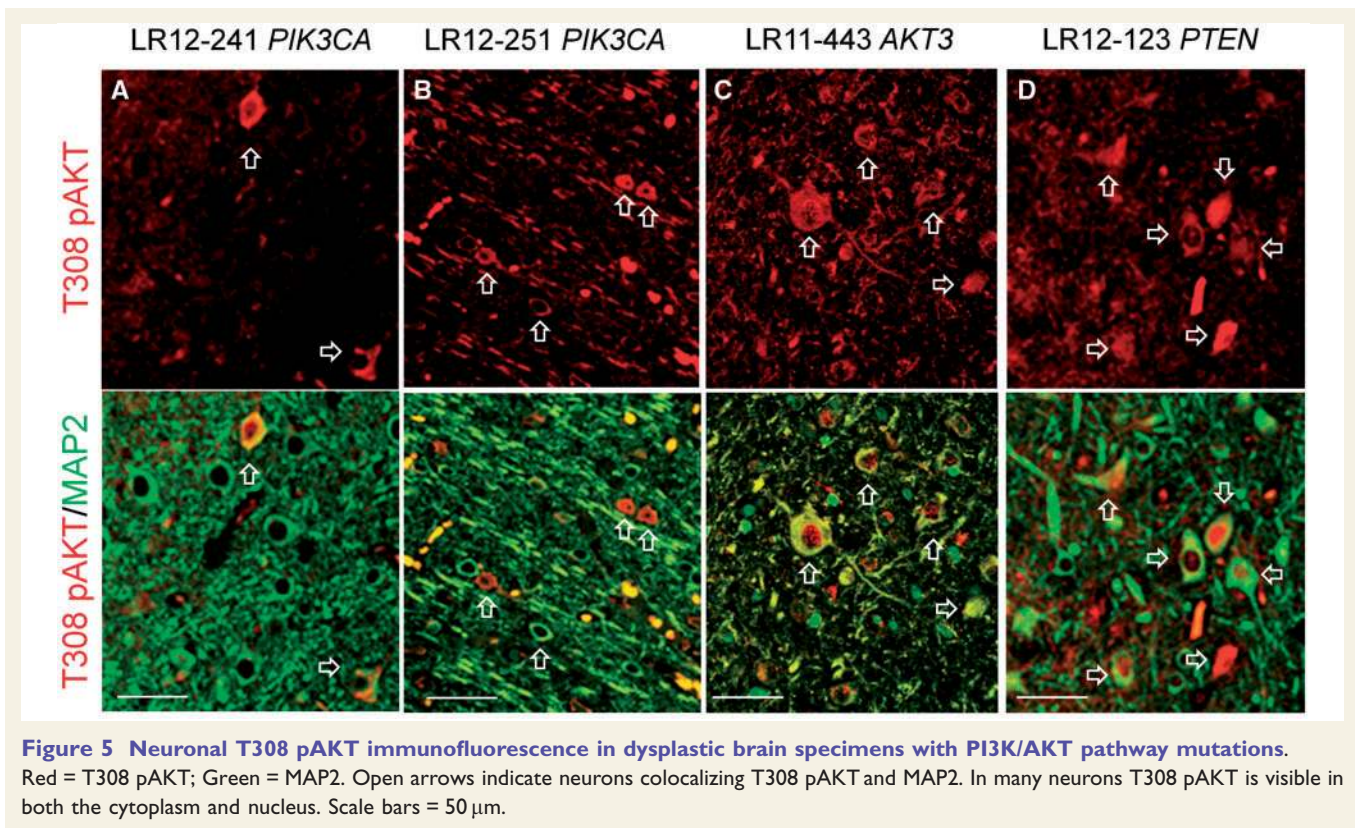 LR12-241 PIK3CA LR12-251 PIK3CA LR11-443 AKT3 LR12-123 PTEN
A B C D
T308 pAKT
T308 pAKT/MAP2
Figure 5 Neuronal T308 pAKT immunofluorescence in dysplastic brain specimens with PI3K/AKT pathway mutations.
Red = T308 pAKT; Green = MAP2. Open arrows indicate neurons colocalizing T308 pAKT and MAP2. In many neurons T308 pAKT is visible in
both the cytoplasm and nucleus. Scale bars = 50 μm.